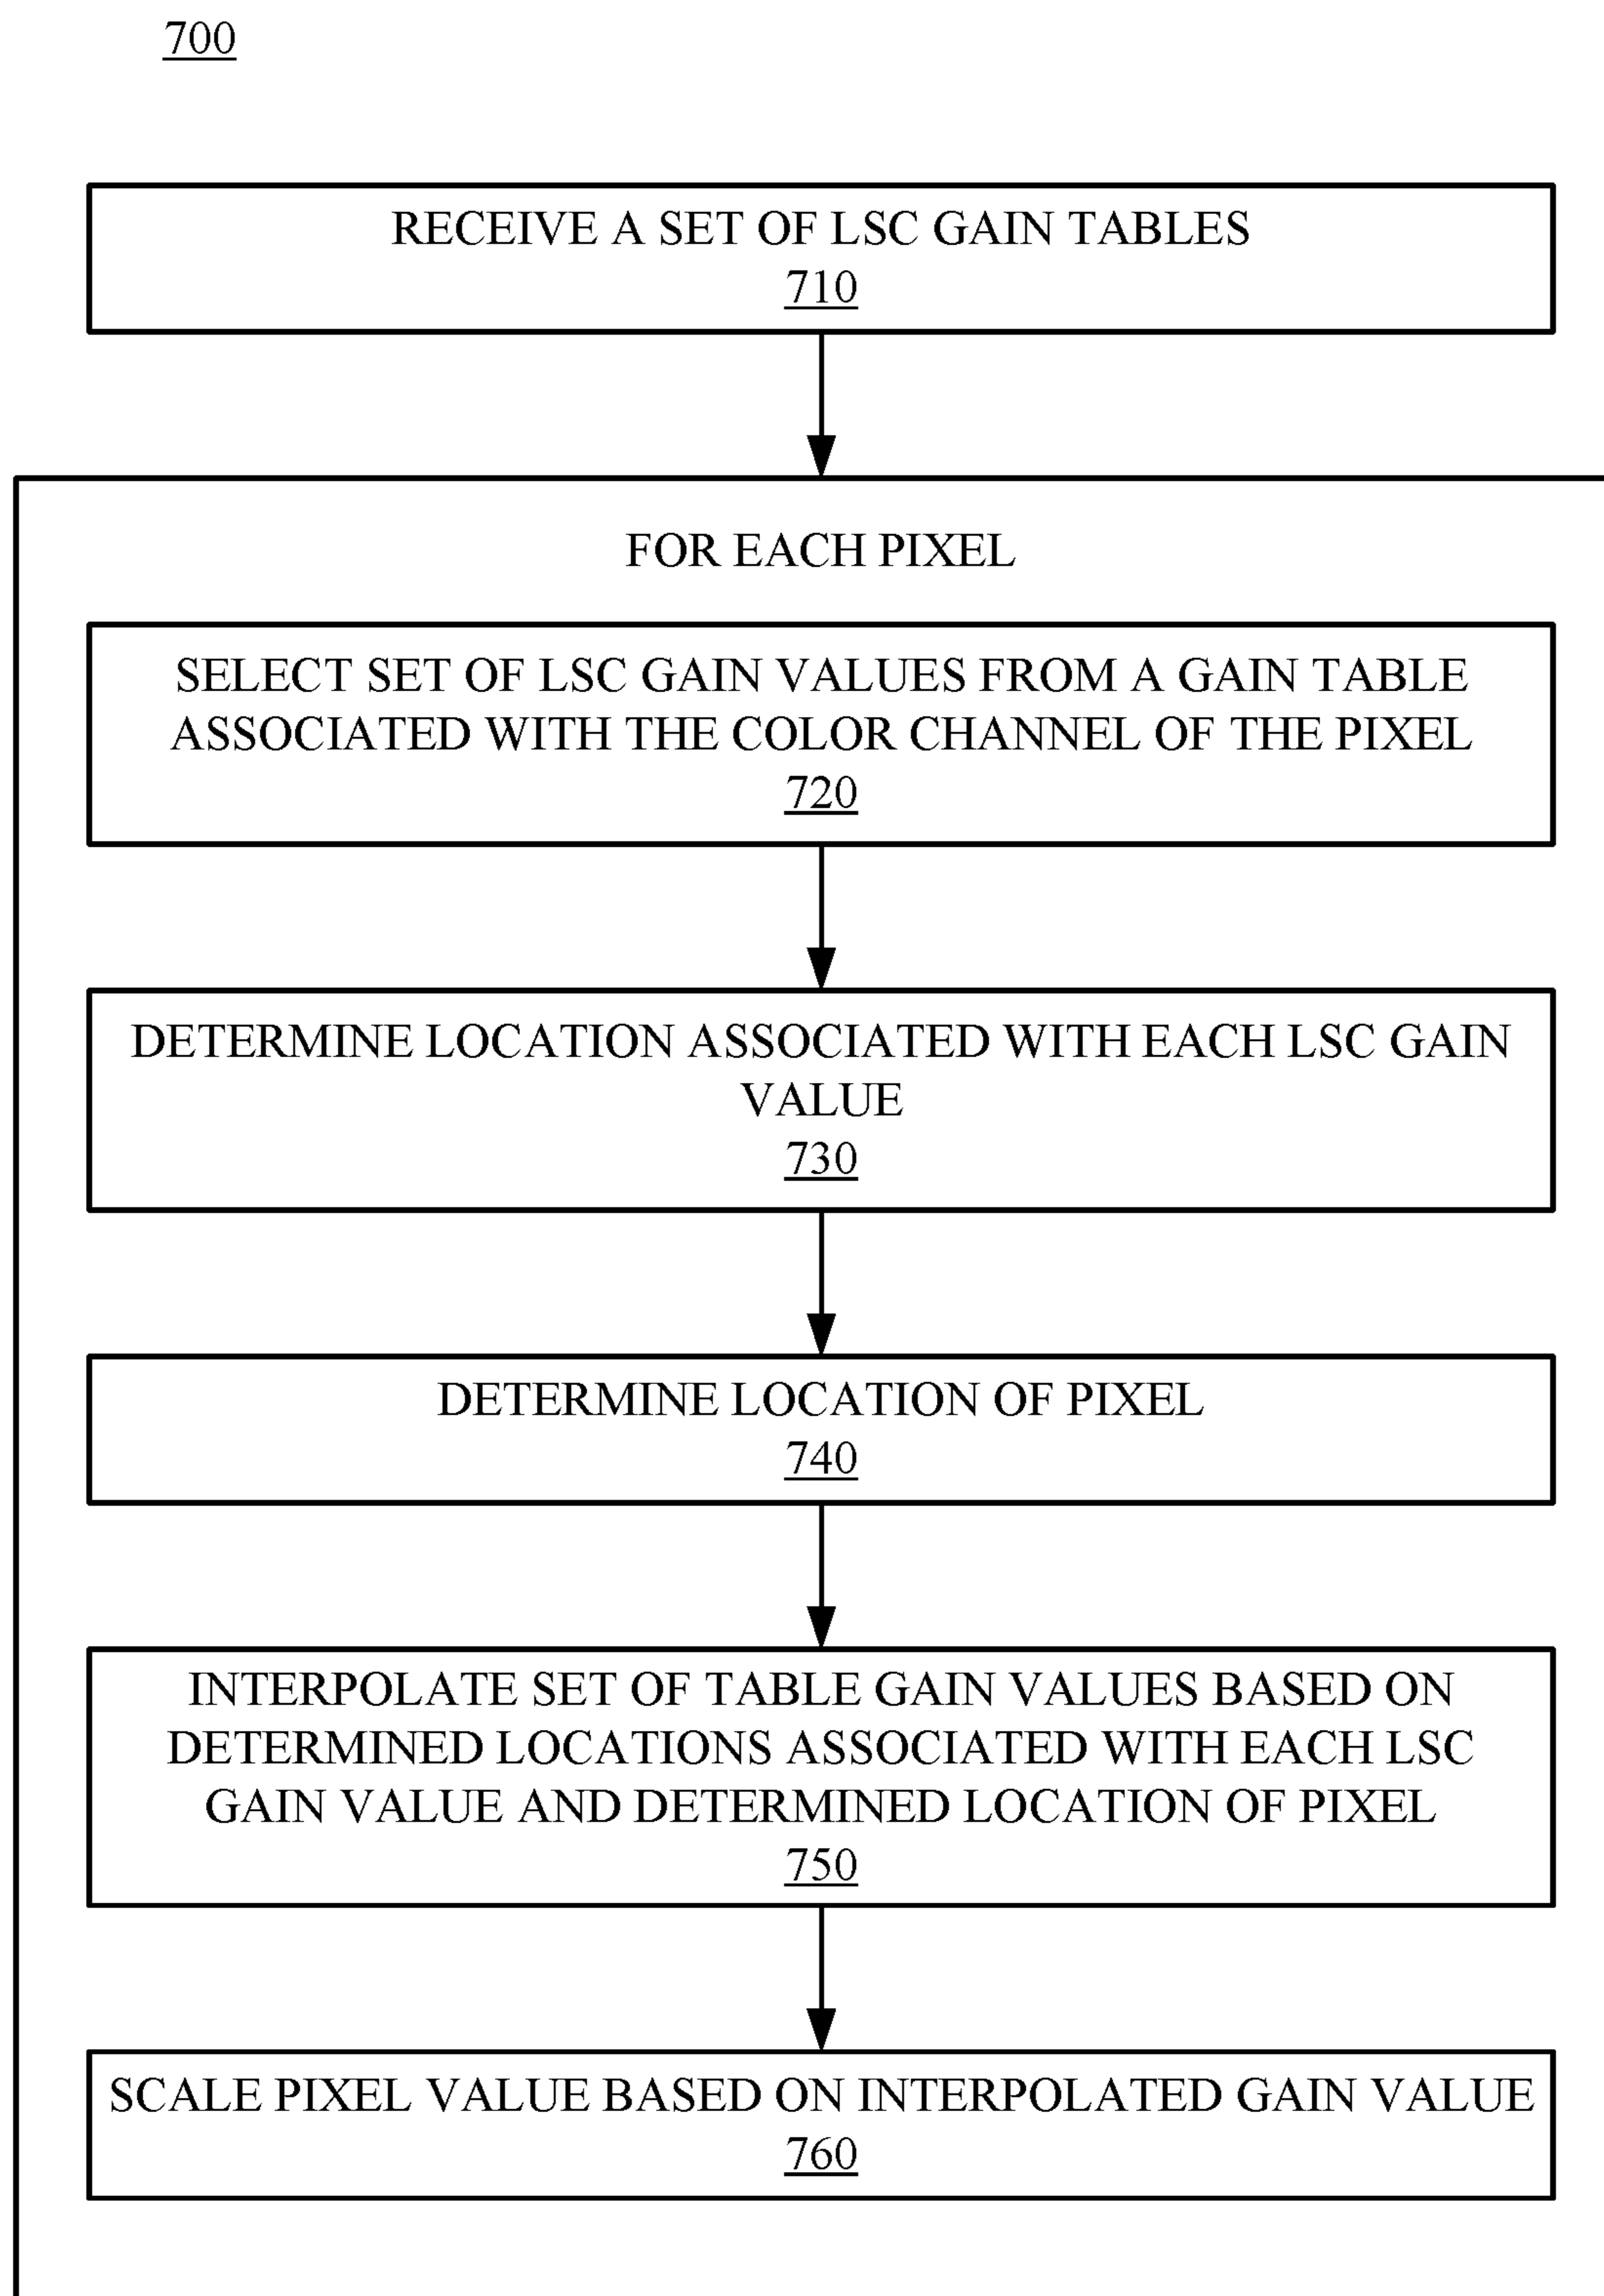 700
RECEIVE A SET OF LSC GAIN TABLES
710
FOR EACH PIXEL
SELECT SET OF LSC GAIN VALUES FROM A GAIN TABLE
ASSOCIATED WITH THE COLOR CHANNEL OF THE PIXEL
720
DETERMINE LOCATION ASSOCIATED WITH EACH LSC GAIN
VALUE
730
DETERMINE LOCATION OF PIXEL
740
INTERPOLATE SET OF TABLE GAIN VALUES BASED ON
DETERMINED LOCATIONS ASSOCIATED WITH EACH LSC
GAIN VALUE AND DETERMINED LOCATION OF PIXEL
750
SCALE PIXEL VALUE BASED ON INTERPOLATED GAIN VALUE
760